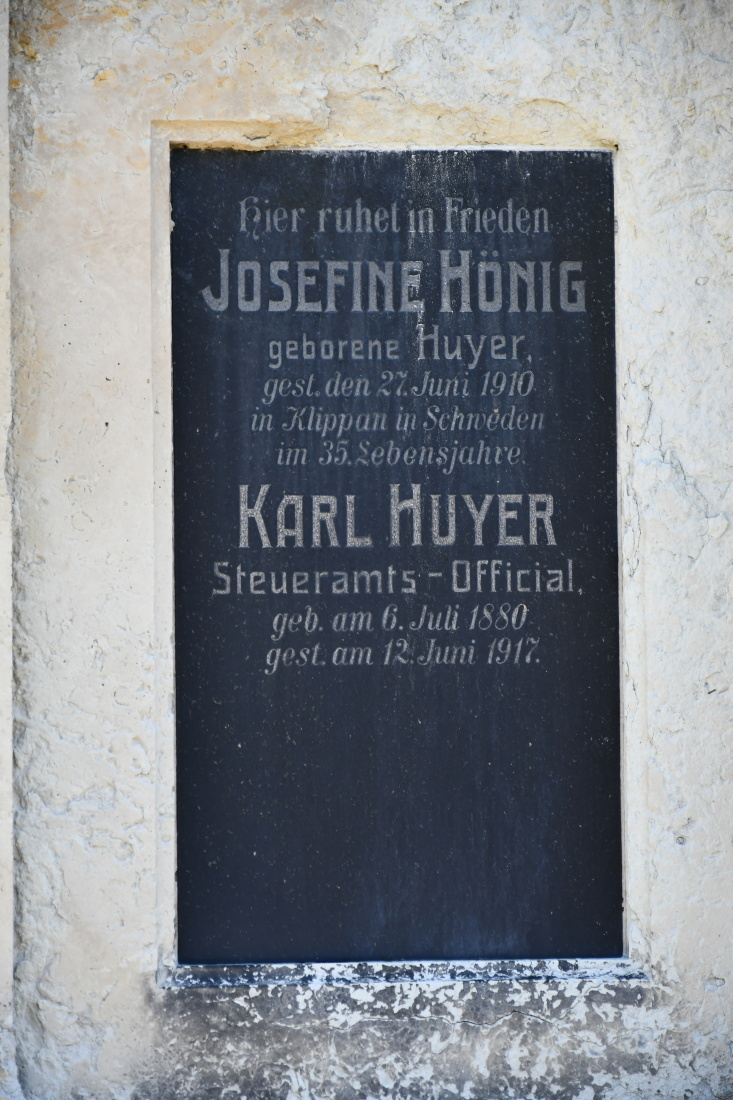 Hier ruhet in Frieden
JOSEFINE HÖNIG
geborene Huyer,
gest. den 27. Juni 1910
in Klippan in Schweden
im 35. Lebensjahre.
KARL HUYER
Steueramts-Official,
geb. am 6. Juli 1880
gest. am 12. Juni 1917.